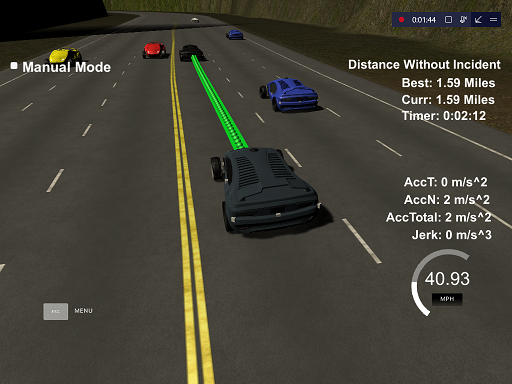 0:01:44
Manual Mode
Distance Without Incident
Best: 1.59 Miles
Curr: 1.59 Miles
Timer: 0:02:12
AccT: 0 m/s^2
AccN: 2 m/s^2
AccTotal: 2 m/s^2
Jerk: 0 m/s^3
40.93
MPH
ESC
MENU